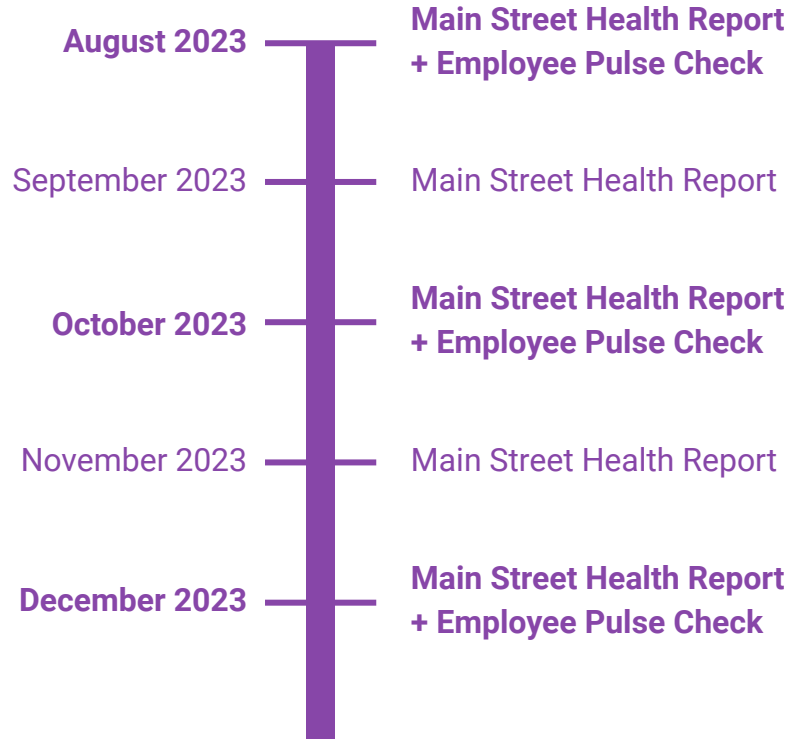 August 2023
Main Street Health Report
+ Employee Pulse Check
September 2023
Main Street Health Report
October 2023
Main Street Health Report
+ Employee Pulse Check
November 2023
Main Street Health Report
December 2023
Main Street Health Report
+ Employee Pulse Check